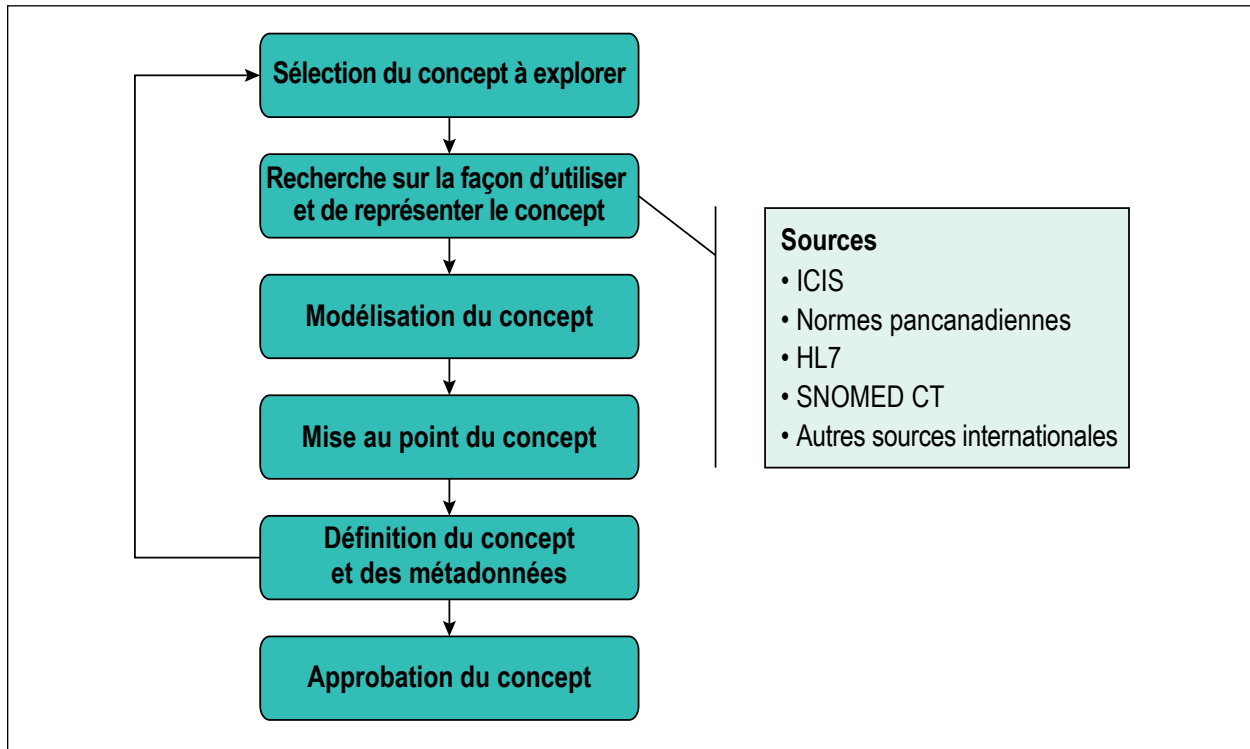 Sélection du concept à explorer
Recherche sur la façon d’utiliser
et de représenter le concept
Modélisation du concept
Mise au point du concept
Définition du concept
et des métadonnées
Approbation du concept
Sources
• ICIS
• Normes pancanadiennes
• HL7
• SNOMED CT
• Autres sources internationales